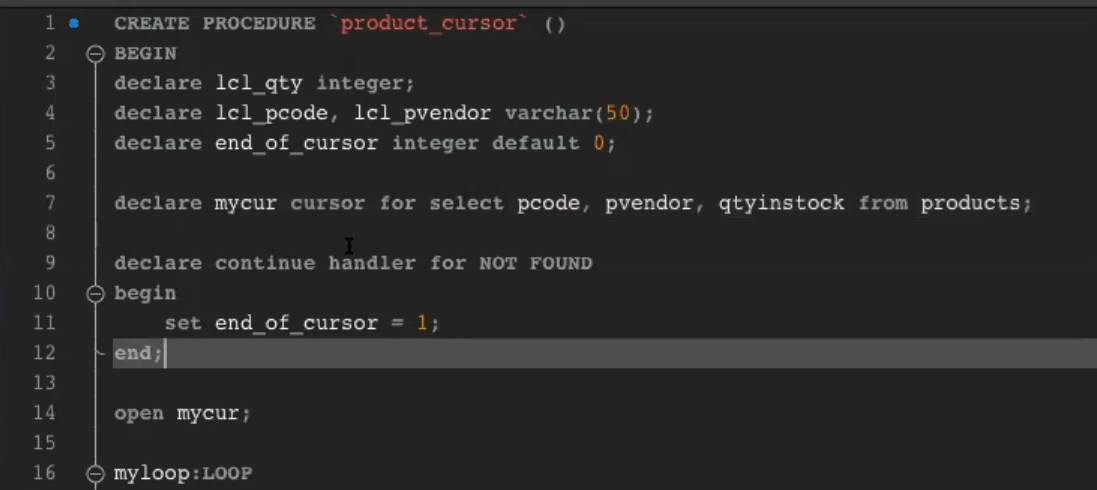 1 CREATE PROCEDURE `product_cursor` ()
2 BEGIN
3 declare lcl_qty integer;
4 declare lcl_pcode, lcl_pvendor varchar(50);
5 declare end_of_cursor integer default 0;
6
7 declare mycur cursor for select pcode, pvendor, qtyinstock from products;
8
9 declare continue handler for NOT FOUND
10 begin
11 set end_of_cursor = 1;
12 end;
13
14 open mycur;
15
16 myloop:LOOP